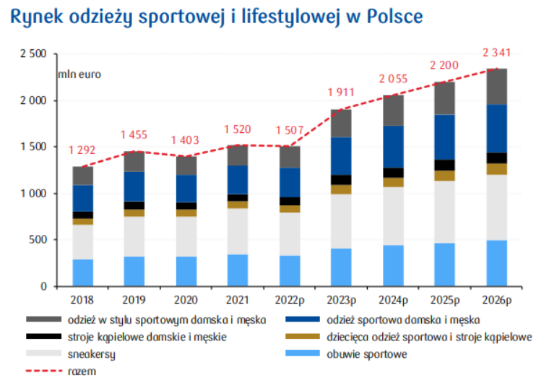 Rynek odzieży sportowej i lifestylowej w Polsce
2 500
mln euro
2 000
1 500
1 000
500
0
1 292
1 455
1 403
1 520
1 507
1 911
2 055
2 200
2 341
2018 2019 2020 2021 2022p 2023p 2024p 2025p 2026p
odzież w stylu sportowym damska i męska odzież sportowa damska i męska
stroje kąpielowe damskie i męskie dziecięca odzież sportowa i stroje kąpielowe
sneakersy obuwie sportowe
razem